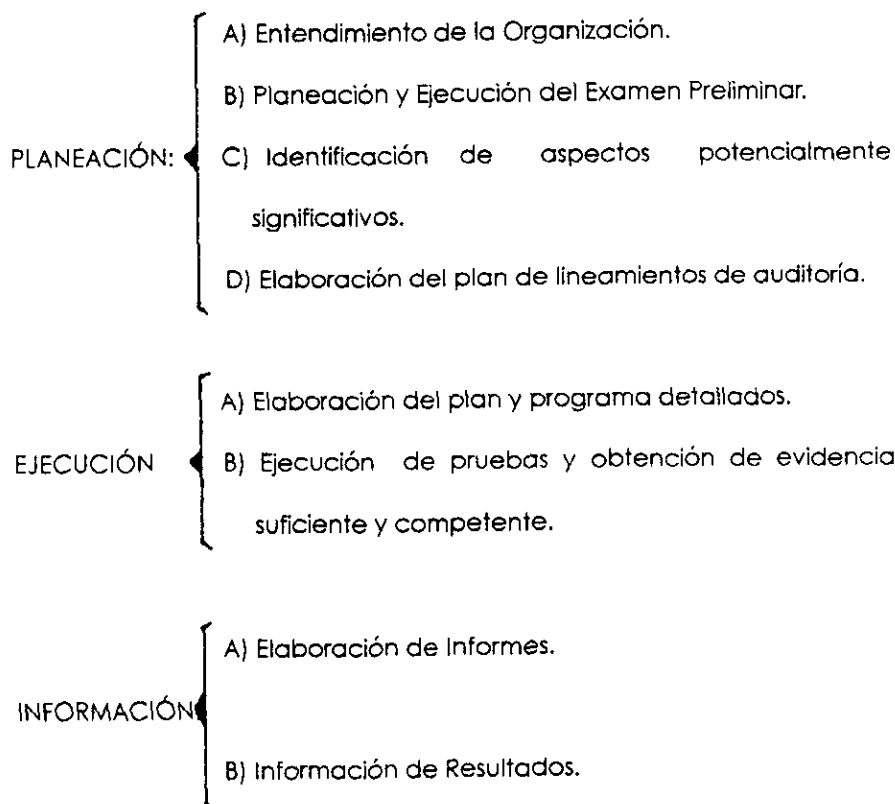 A) Entendimiento de la Organización.
B) Planeación y Ejecución del Examen Preliminar.
PLANEACIÓN:
C) Identificación de aspectos potencialmente
significativos.
D) Elaboración del plan de lineamientos de auditoría.
A) Elaboración del plan y programa detallados.
EJECUCIÓN
B) Ejecución de pruebas y obtención de evidencia
suficiente y competente.
A) Elaboración de Informes.
INFORMACIÓN
B) Información de Resultados.